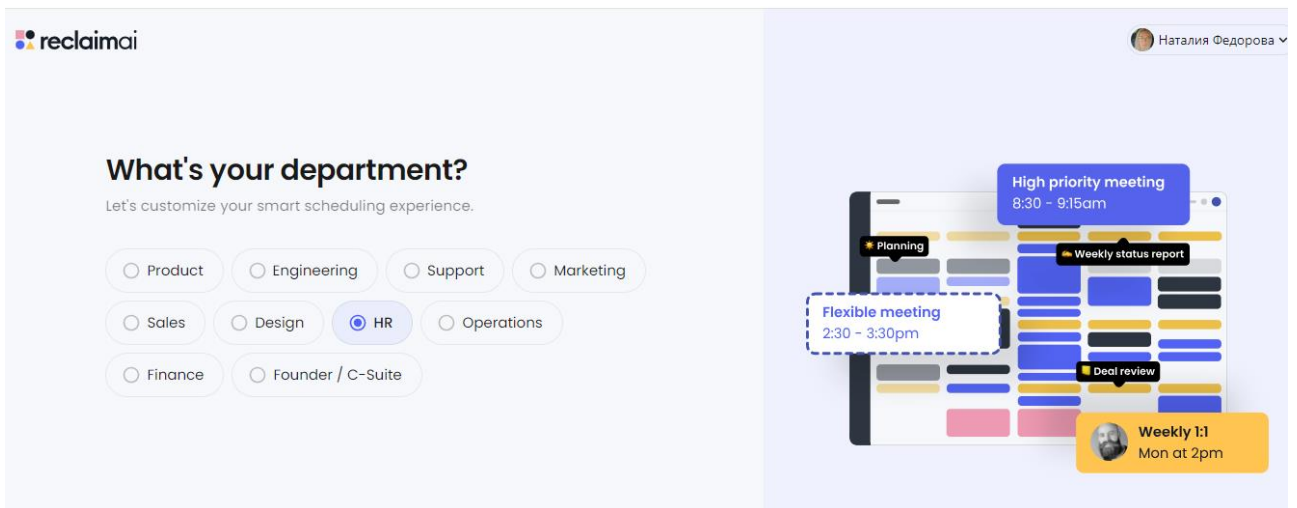 reclaimai
Наталия Федорова
What's your department?
Let's customize your smart scheduling experience.
Product
Engineering
Support
Marketing
Sales
Design
HR
Operations
Finance
Founder / C-Suite
High priority meeting
8:30 - 9:15am
Planning
Weekly status report
Flexible meeting
2:30 - 3:30pm
Deal review
Weekly 1:1
Mon at 2pm